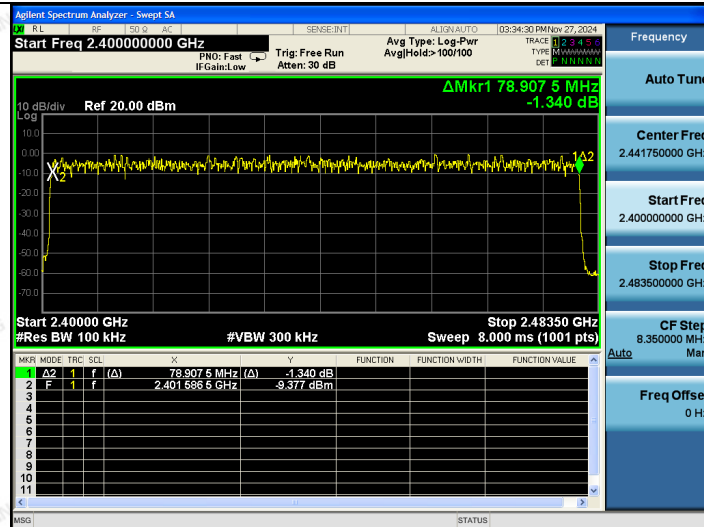 Agilent Spectrum Analyzer - Swept SA
LXI RL RF 50 Ω AC SENSE:INT ALIGNAUTO 03:34:30 PM Nov 27, 2024
Start Freq 2.400000000 GHz
PNO: Fast
IFGain:Low
Trig: Free Run
Atten: 30 dB
Avg Type: Log-Pwr
Avg|Hold:>100/100
TRACE 1 2 3 4 5 6
TYPE M
DET P N N N N N
ΔMkr1 78.907 5 MHz
-1.340 dB
10 dB/div Ref 20.00 dBm
Log
10.0
0.00
-10.0
-20.0
-30.0
-40.0
-50.0
-60.0
-70.0
X2
1Δ2
Start 2.40000 GHz Stop 2.48350 GHz
#Res BW 100 kHz #VBW 300 kHz Sweep 8.000 ms (1001 pts)
MKR MODE TRC SCL X Y FUNCTION FUNCTION WIDTH FUNCTION VALUE
1 Δ2 1 f (Δ) 78.907 5 MHz (Δ) -1.340 dB
2 F 1 f 2.401 586 5 GHz -9.377 dBm
3
4
5
6
7
8
9
10
11
MSG STATUS
Frequency
Auto Tune
Center Freq
2.441750000 GHz
Start Freq
2.400000000 GHz
Stop Freq
2.483500000 GHz
CF Step
8.350000 MHz
Auto Man
Freq Offset
0 Hz